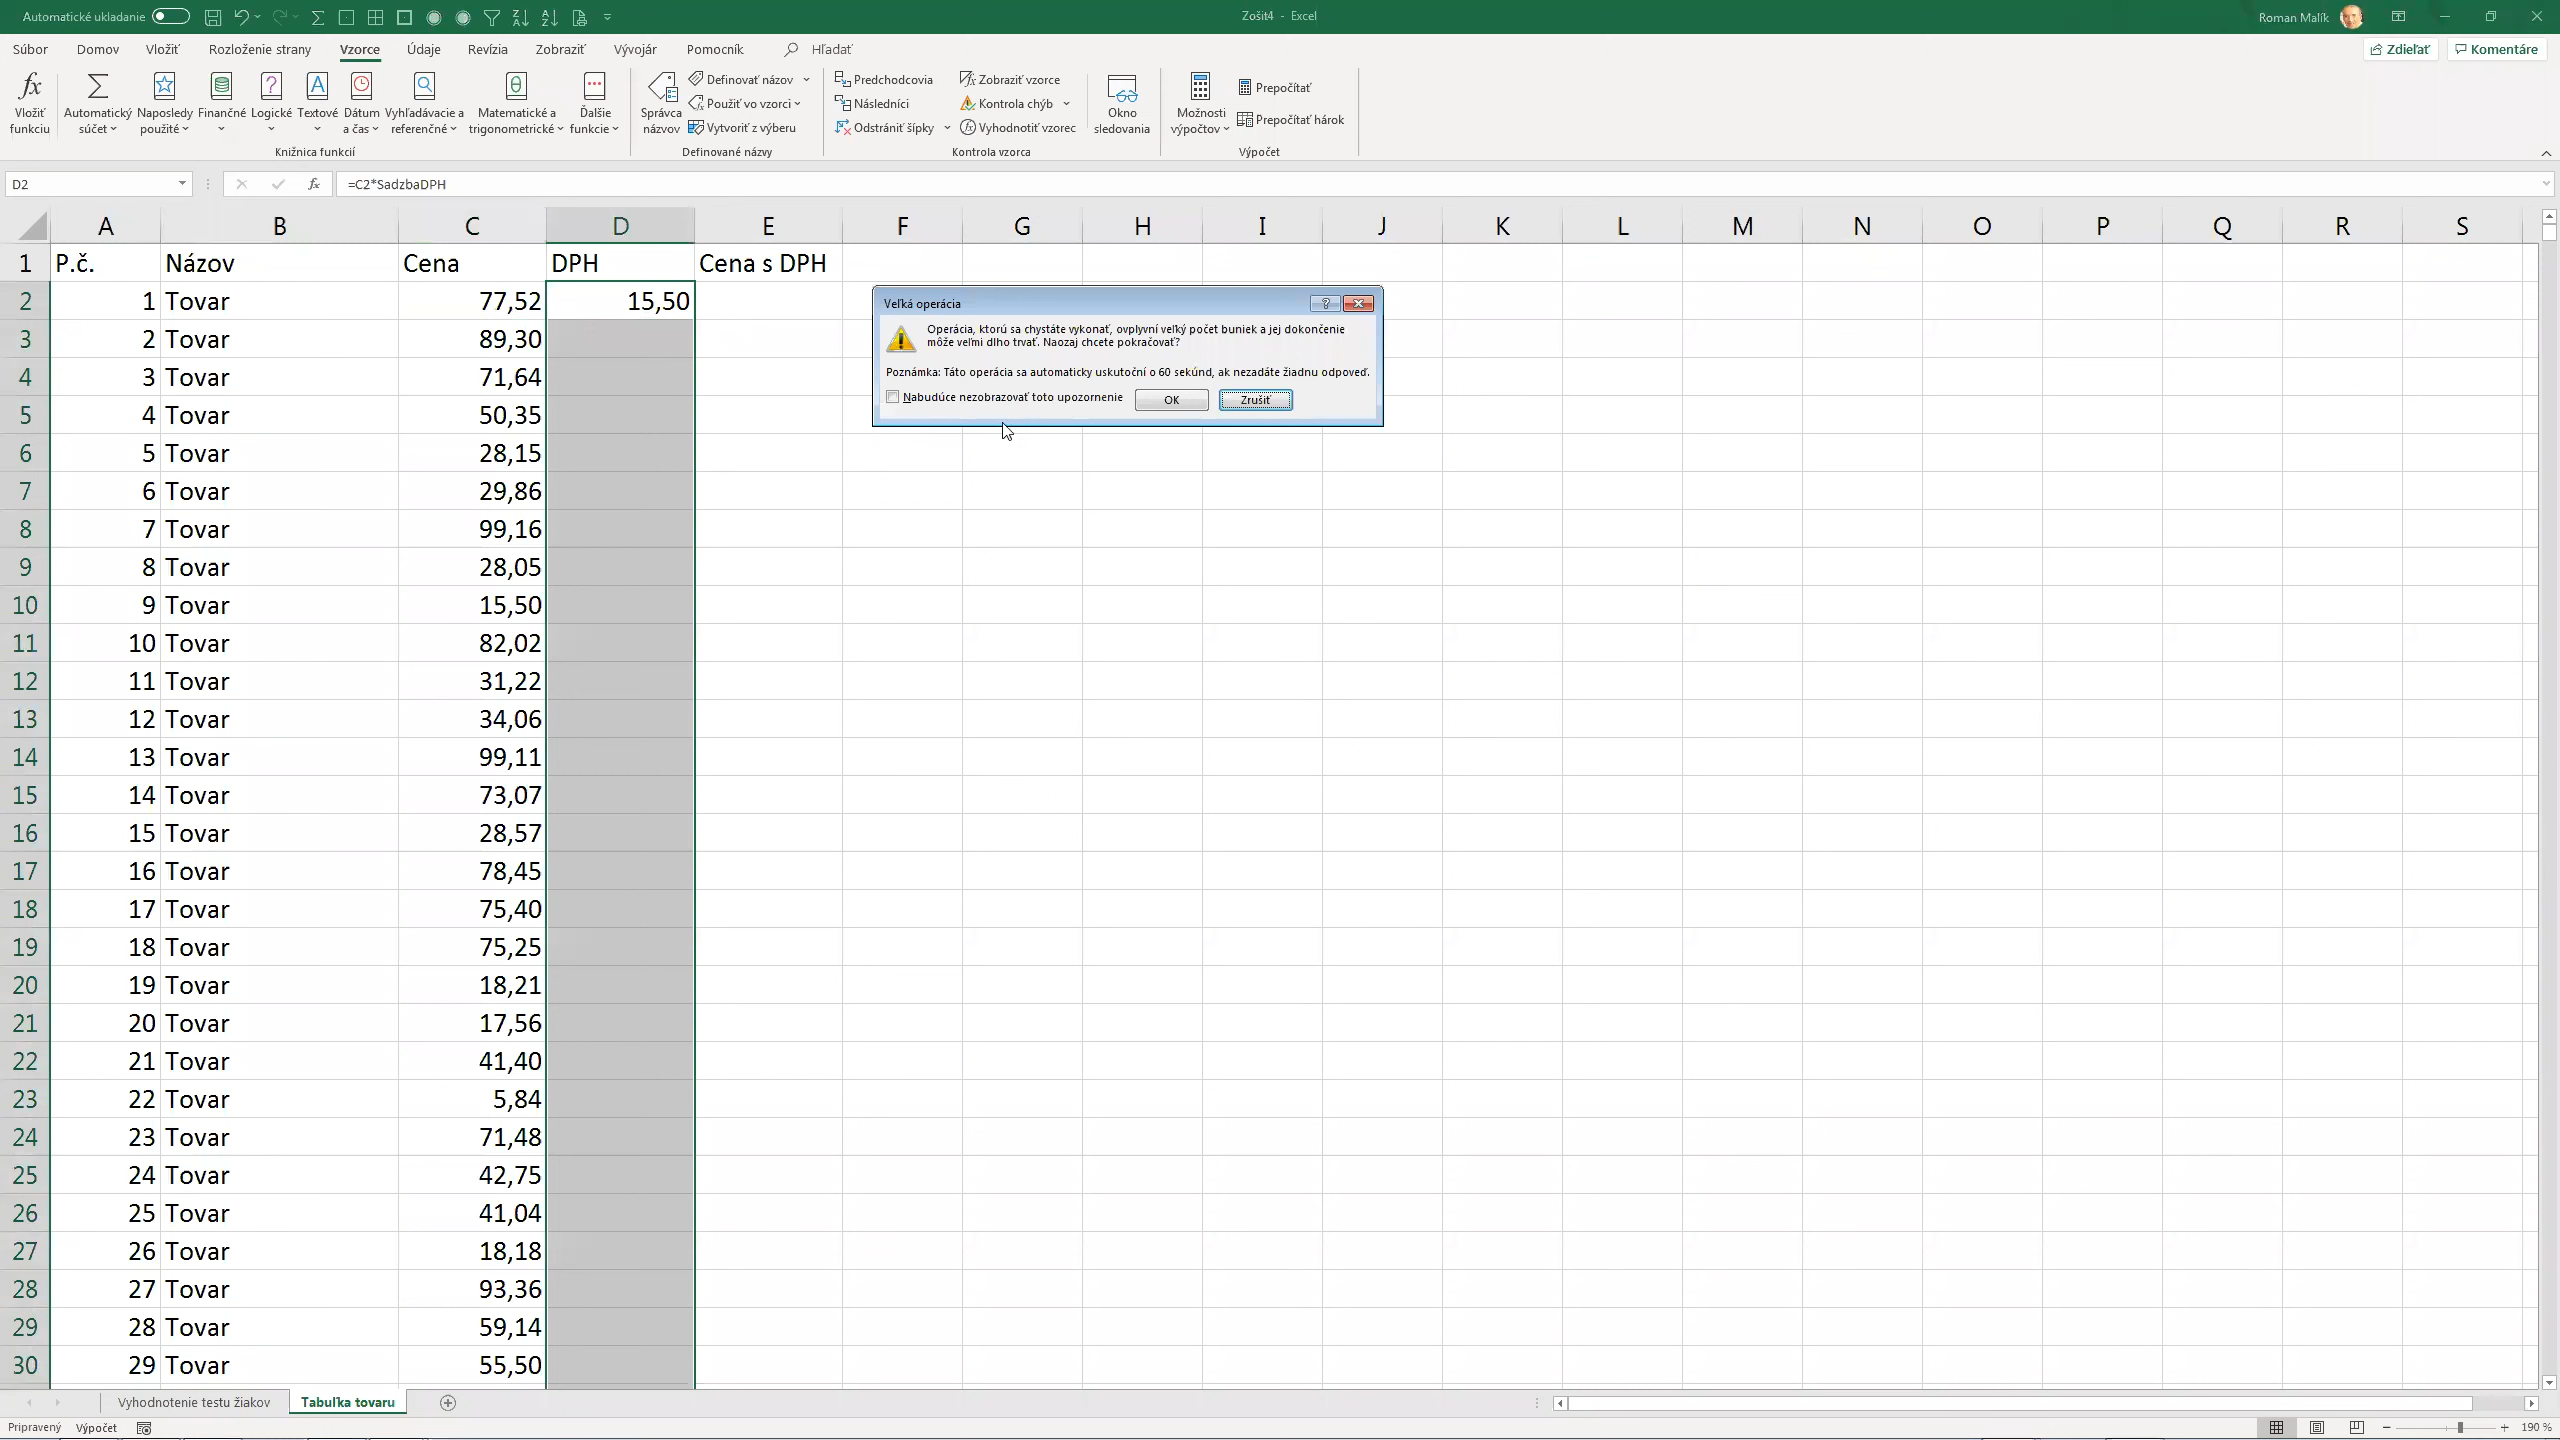 Automatické ukladanie
Zošit4 - Excel
Roman Malík
Súbor Domov Vložiť Rozloženie strany Vzorce Údaje Revízia Zobraziť Vývojár Pomocník Hľadať
Zdieľať Komentáre
Vložiť funkciu
Automatický súčet
Naposledy použité
Finančné
Logické
Textové
Dátum a čas
Vyhľadávacie a referenčné
Matematické a trigonometrické
Ďalšie funkcie
Knižnica funkcií
Správca názvov
Definovať názov
Použiť vo vzorci
Vytvoriť z výberu
Definované názvy
Predchodcovia
Následníci
Odstrániť šípky
Zobraziť vzorce
Kontrola chýb
Vyhodnotiť vzorec
Kontrola vzorca
Okno sledovania
Možnosti výpočtov
Prepočítať
Prepočítať hárok
Výpočet
D2
fx =C2*SadzbaDPH
A B C D E F G H I J K L M N O P Q R S
1 P.č. Názov Cena DPH Cena s DPH
2 1 Tovar 77,52 15,50
3 2 Tovar 89,30
4 3 Tovar 71,64
5 4 Tovar 50,35
6 5 Tovar 28,15
7 6 Tovar 29,86
8 7 Tovar 99,16
9 8 Tovar 28,05
10 9 Tovar 15,50
11 10 Tovar 82,02
12 11 Tovar 31,22
13 12 Tovar 34,06
14 13 Tovar 99,11
15 14 Tovar 73,07
16 15 Tovar 28,57
17 16 Tovar 78,45
18 17 Tovar 75,40
19 18 Tovar 75,25
20 19 Tovar 18,21
21 20 Tovar 17,56
22 21 Tovar 41,40
23 22 Tovar 5,84
24 23 Tovar 71,48
25 24 Tovar 42,75
26 25 Tovar 41,04
27 26 Tovar 18,18
28 27 Tovar 93,36
29 28 Tovar 59,14
30 29 Tovar 55,50
Veľká operácia
Operácia, ktorú sa chystáte vykonať, ovplyvní veľký počet buniek a jej dokončenie
môže veľmi dlho trvať. Naozaj chcete pokračovať?
Poznámka: Táto operácia sa automaticky uskutoční o 60 sekúnd, ak nezadáte žiadnu odpoveď.
Nabudúce nezobrazovať toto upozornenie OK Zrušiť
Vyhodnotenie testu žiakov Tabuľka tovaru
Pripravený Výpočet
190 %